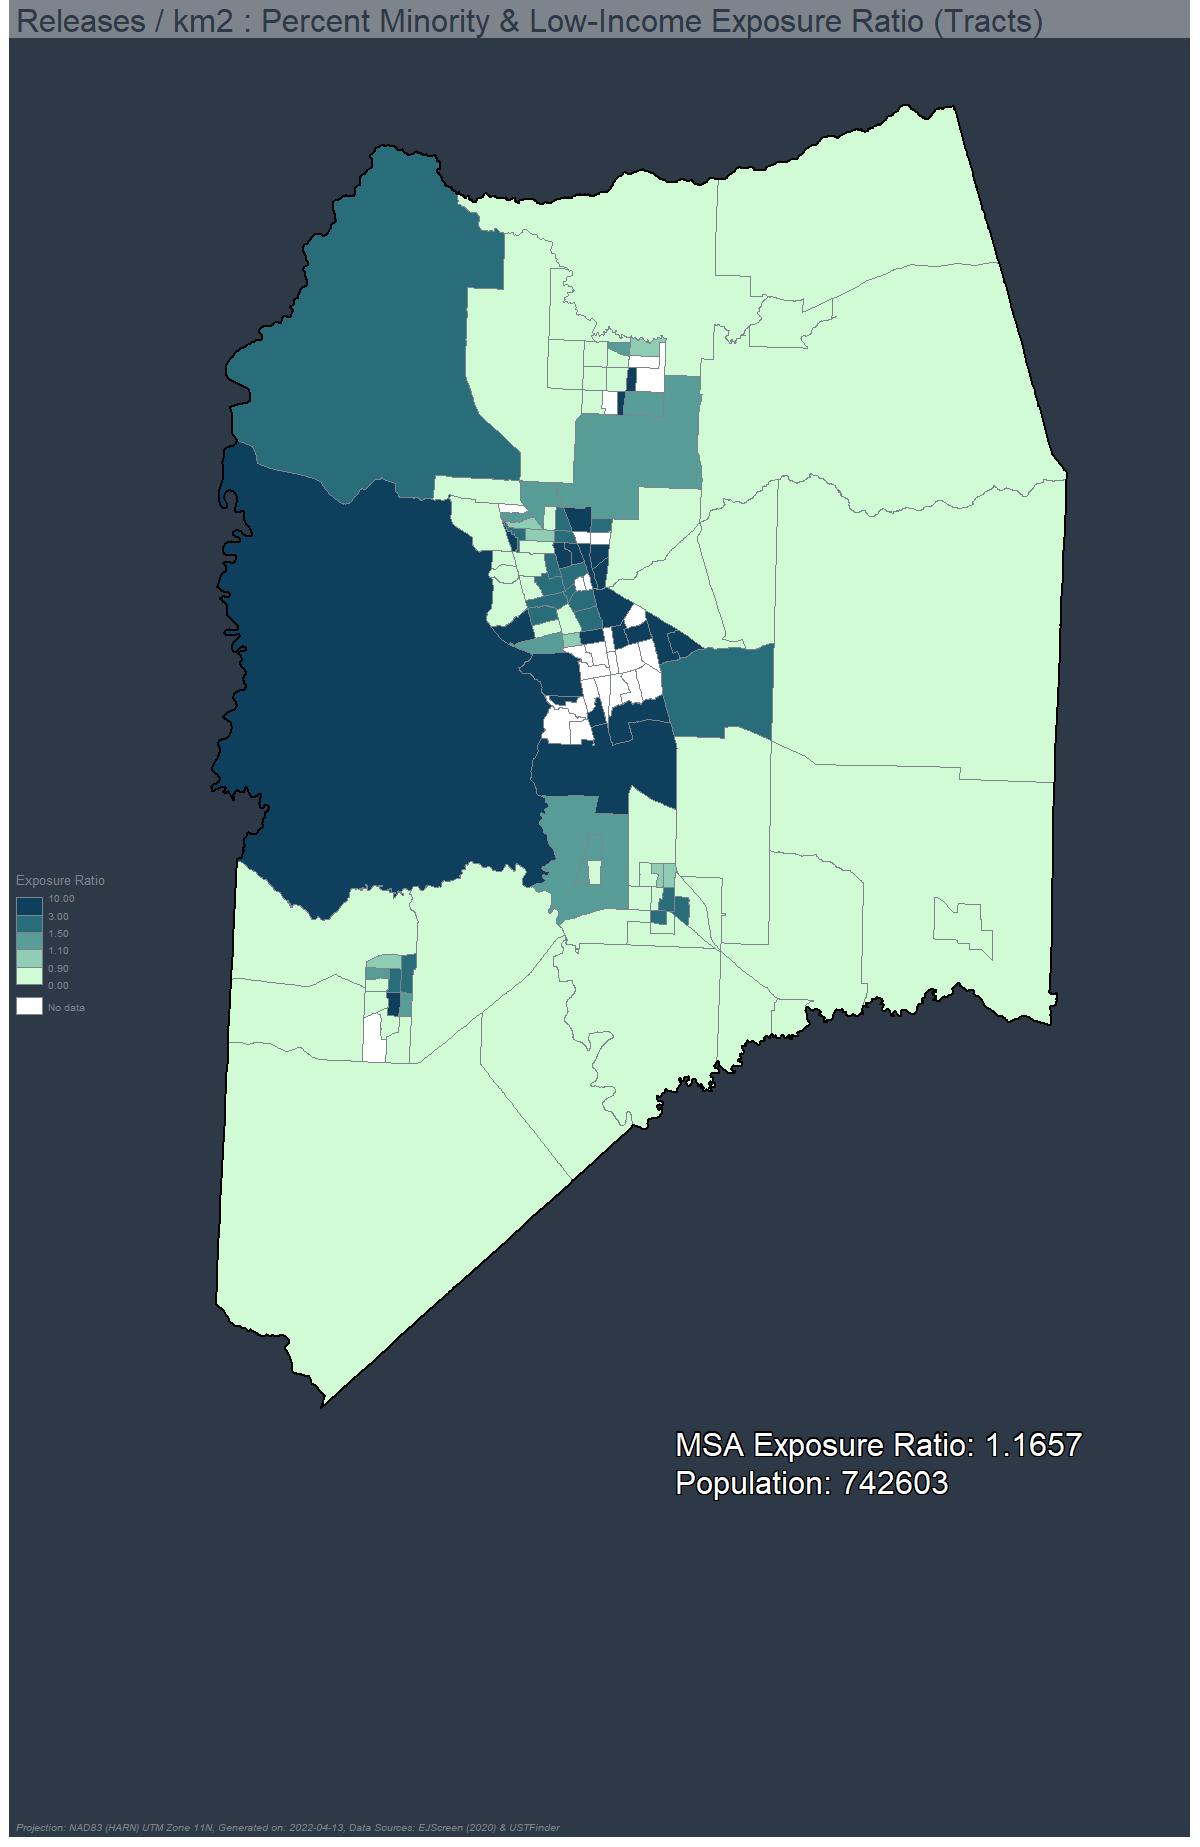 Releases / km2 : Percent Minority & Low-Income Exposure Ratio (Tracts)
Exposure Ratio
10.00
3.00
1.50
1.10
0.90
0.00
No data
MSA Exposure Ratio: 1.1657
Population: 742603
Projection: NAD83 (HARN) UTM Zone 11N, Generated on: 2022-04-13, Data Sources: EJScreen (2020) & USTFinder